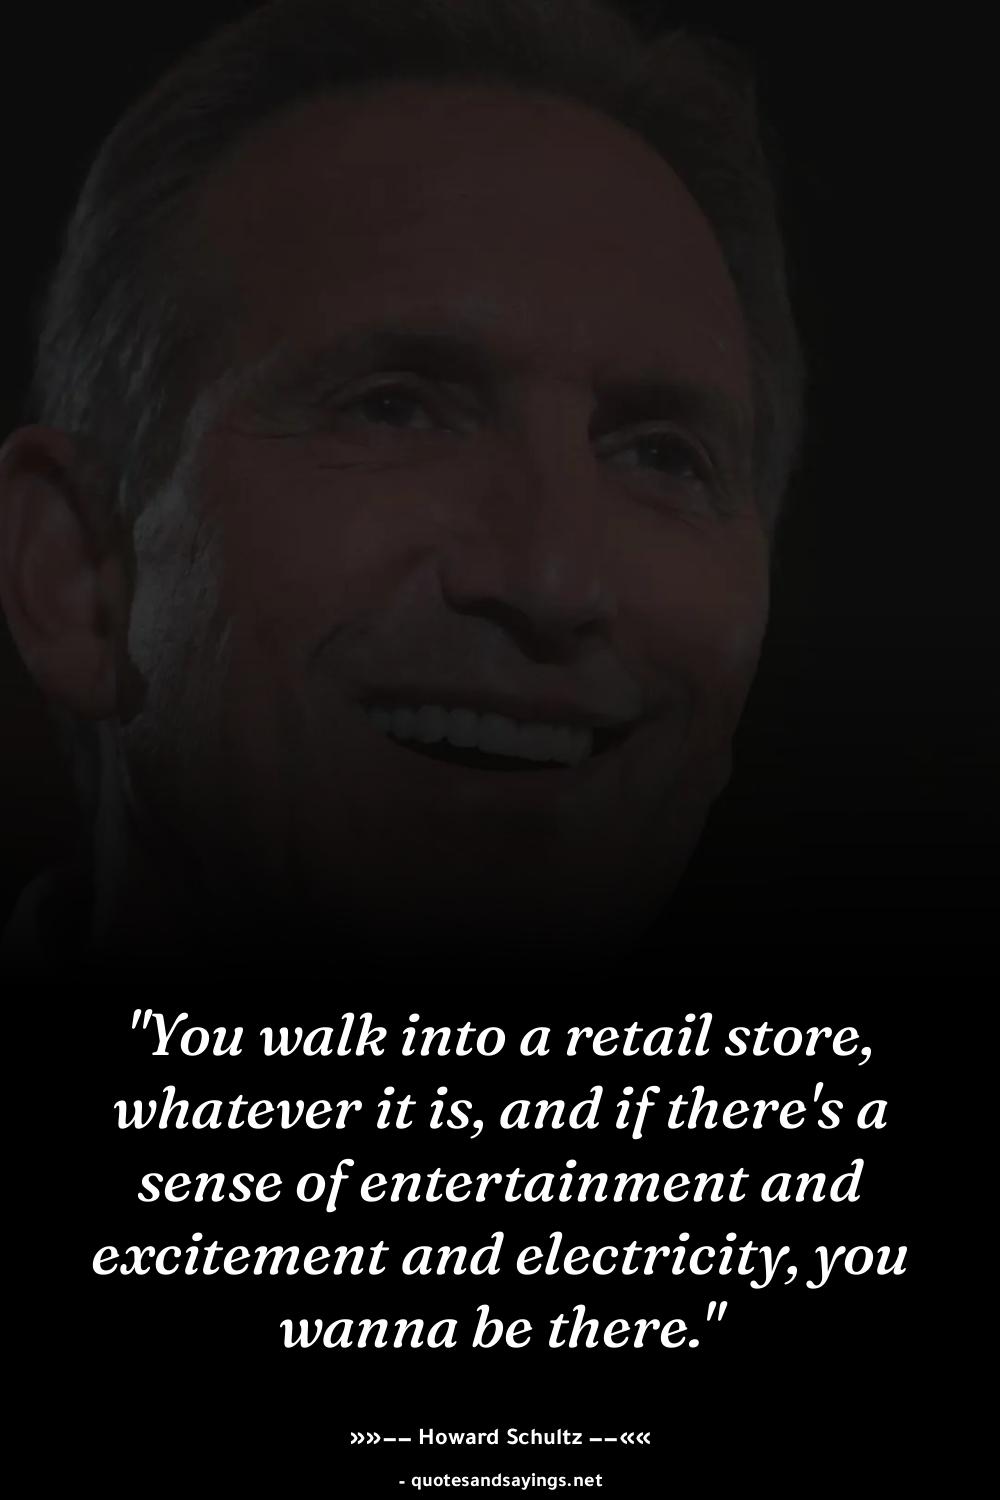 "You walk into a retail store,
whatever it is, and if there's a
sense of entertainment and
excitement and electricity, you
wanna be there."
»»–– Howard Schultz ––««
- quotesandsayings.net